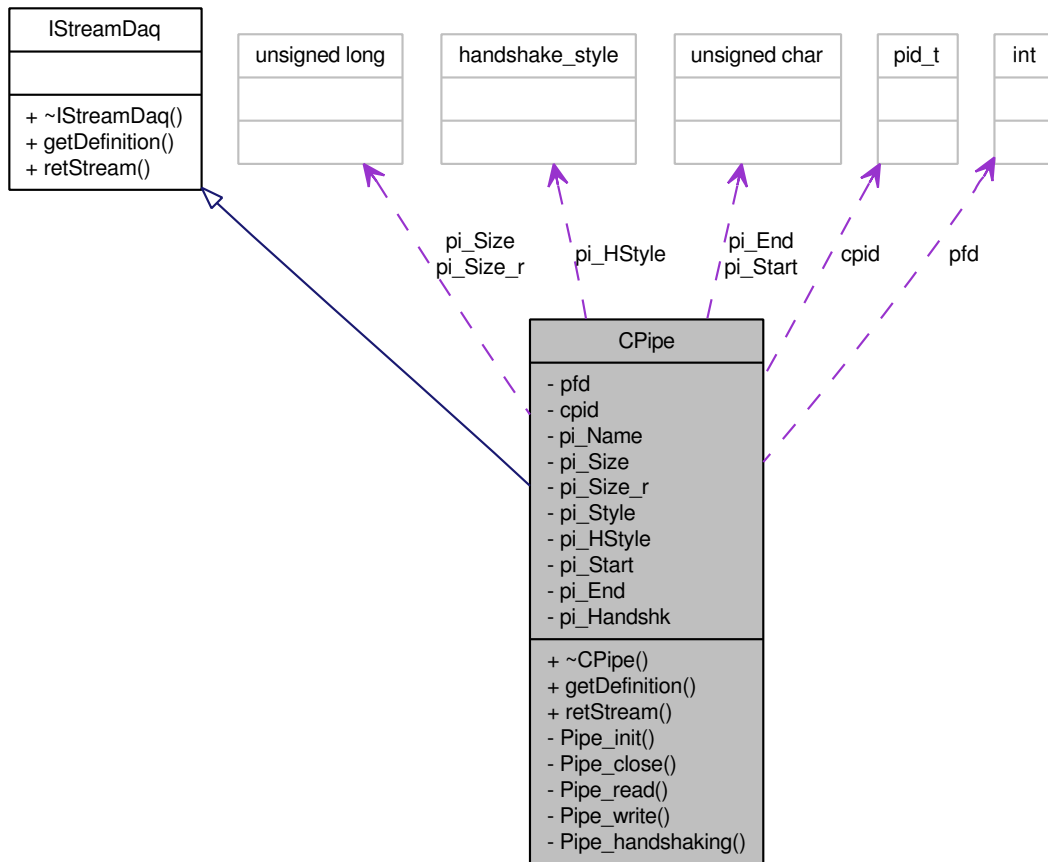 IStreamDaq
+ ~IStreamDaq()
+ getDefinition()
+ retStream()
unsigned long
handshake_style
unsigned char
pid_t
int
pi_Size
pi_Size_r
pi_HStyle
pi_End
pi_Start
cpid
pfd
CPipe
- pfd
- cpid
- pi_Name
- pi_Size
- pi_Size_r
- pi_Style
- pi_HStyle
- pi_Start
- pi_End
- pi_Handshk
+ ~CPipe()
+ getDefinition()
+ retStream()
- Pipe_init()
- Pipe_close()
- Pipe_read()
- Pipe_write()
- Pipe_handshaking()